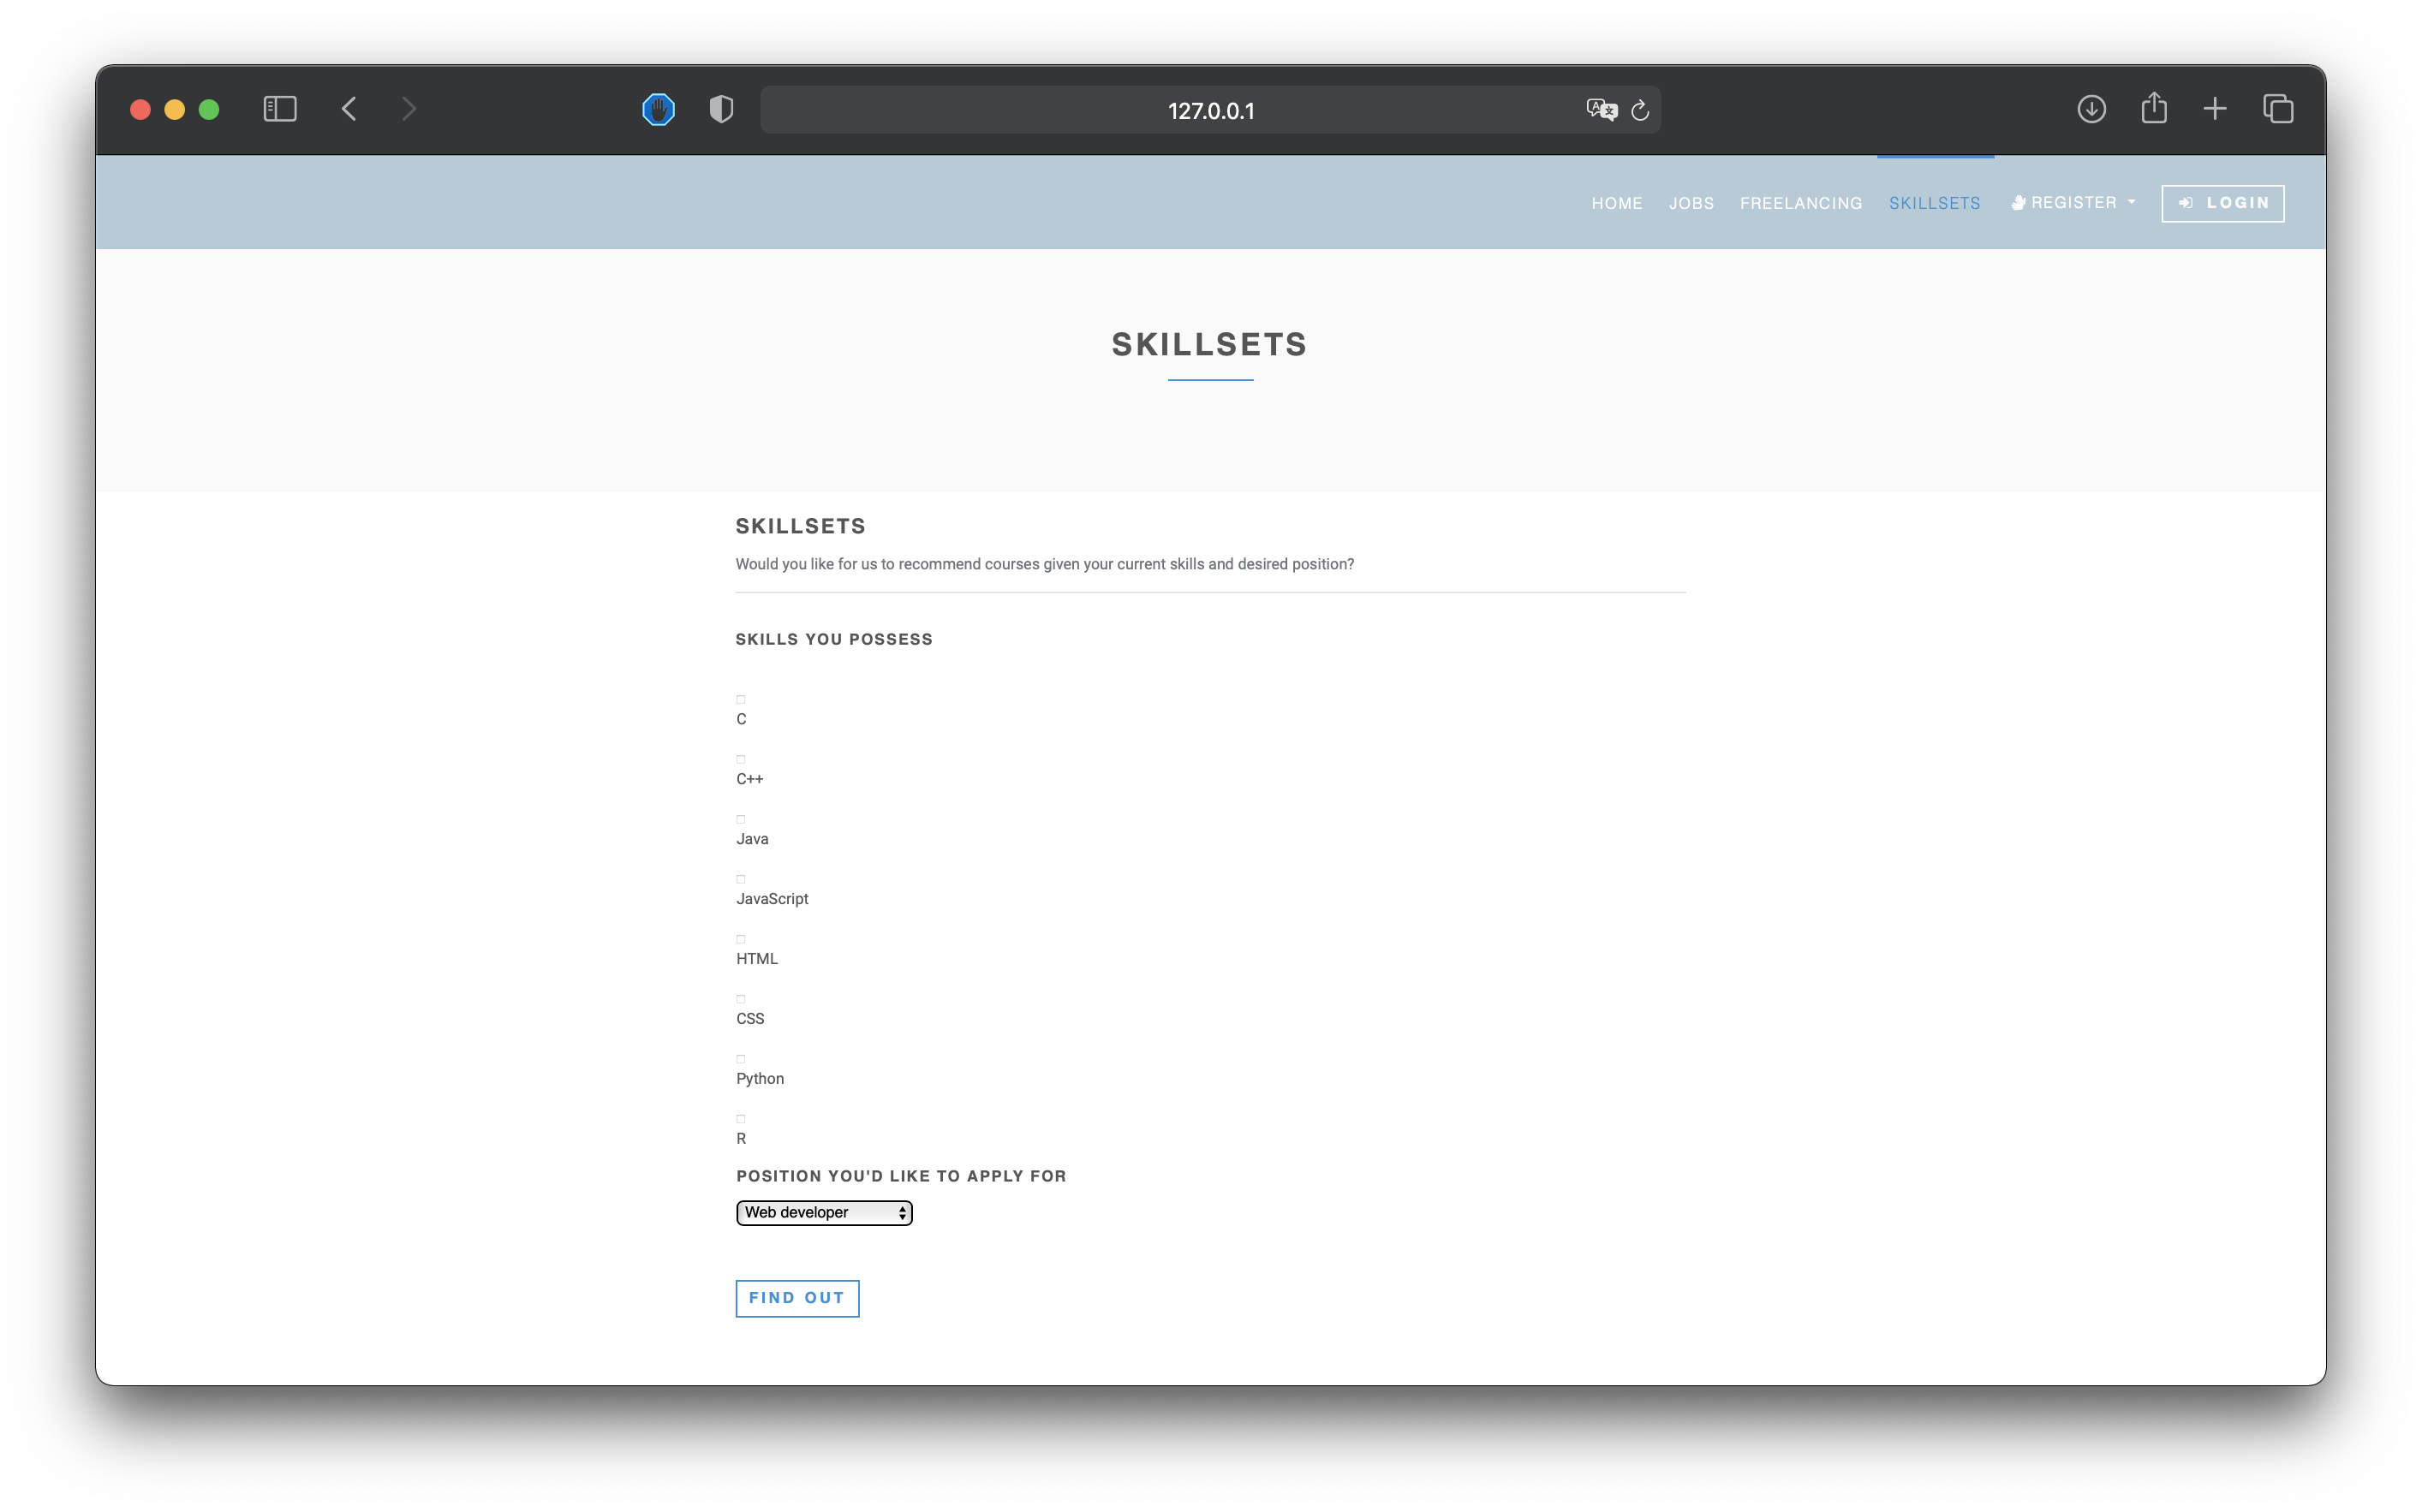 127.0.0.1
HOME JOBS FREELANCING SKILLSETS REGISTER LOGIN
SKILLSETS
SKILLSETS
Would you like for us to recommend courses given your current skills and desired position?
SKILLS YOU POSSESS
C
C++
Java
JavaScript
HTML
CSS
Python
R
POSITION YOU'D LIKE TO APPLY FOR
Web developer
FIND OUT